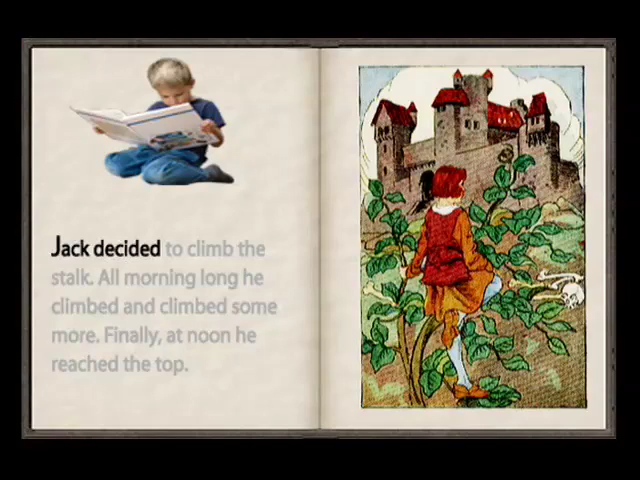 Jack decided to climb the
stalk. All morning long he
climbed and climbed some
more. Finally, at noon he
reached the top.